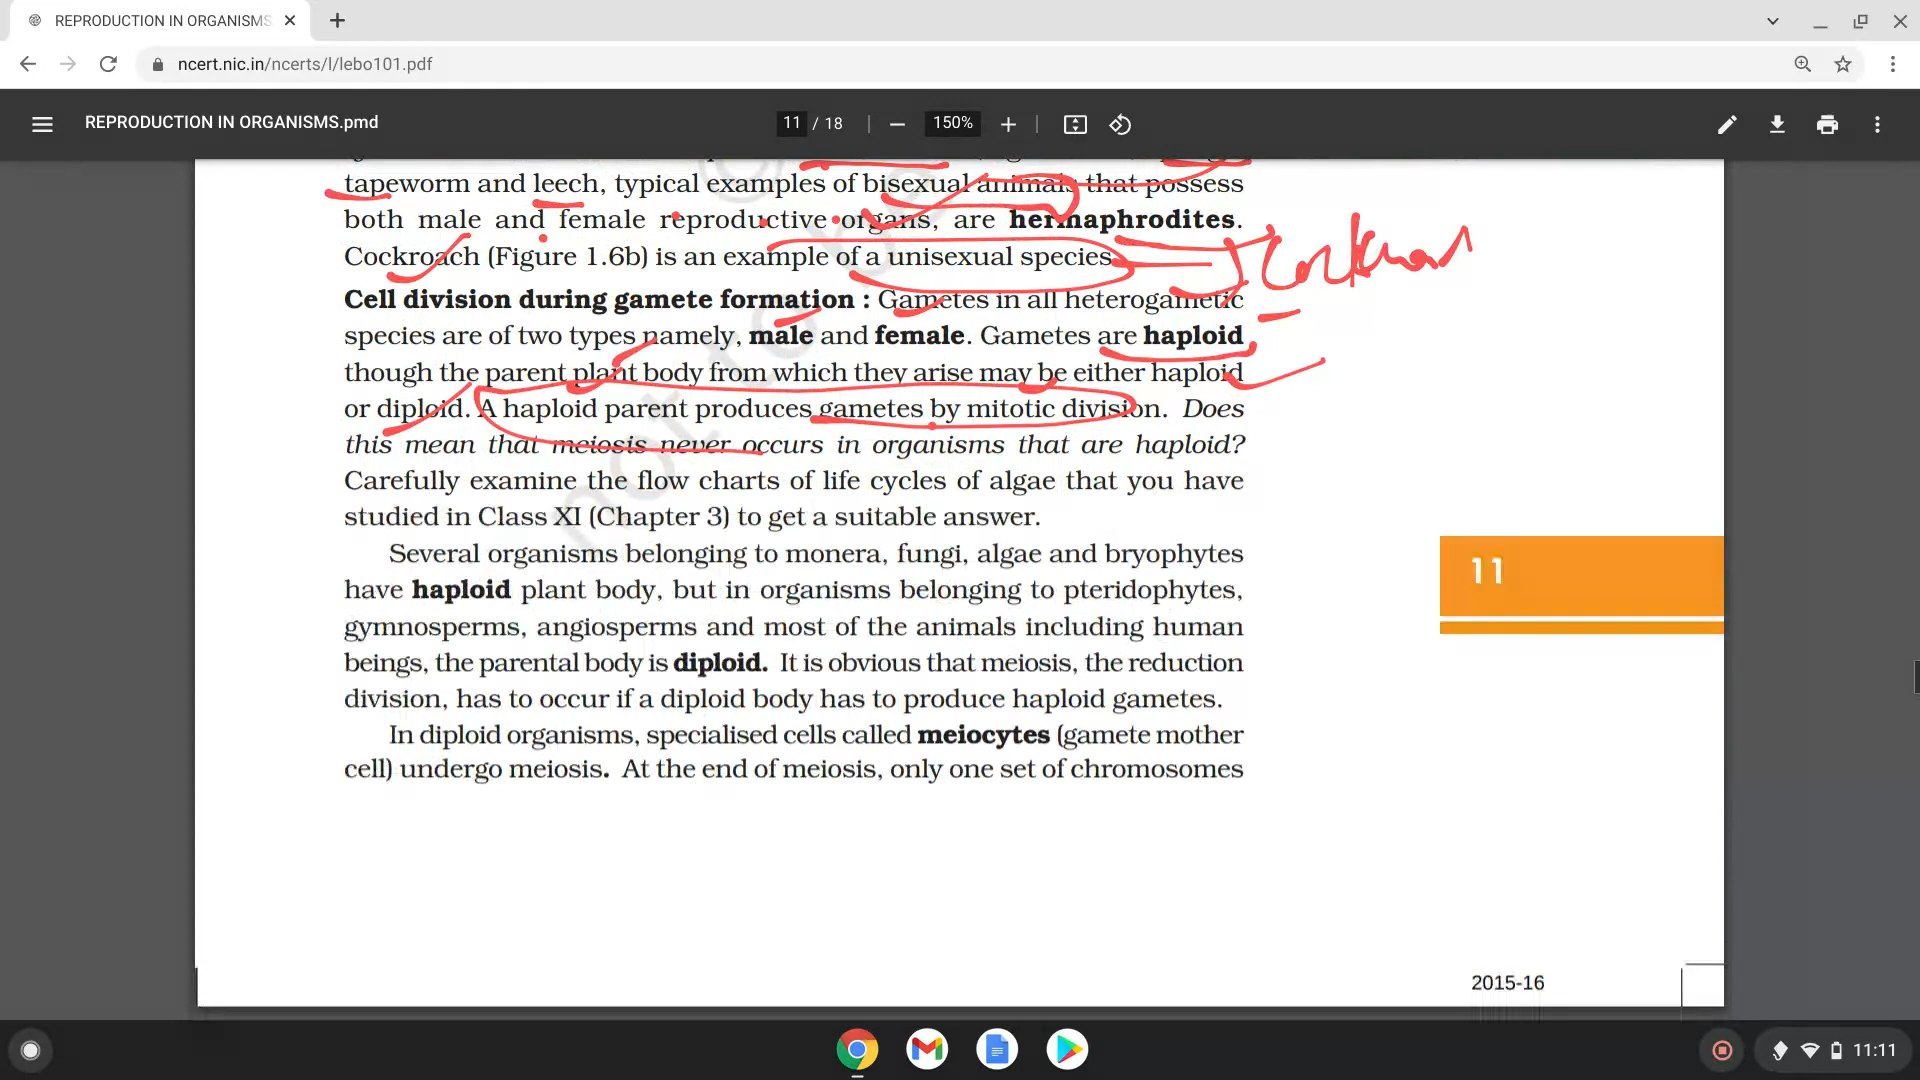 REPRODUCTION IN ORGANISMS
ncert.nic.in/ncerts/l/lebo101.pdf
REPRODUCTION IN ORGANISMS.pmd
11 / 18
150%
tapeworm and leech, typical examples of bisexual animals that possess
both male and female reproductive organs, are hermaphrodites.
Cockroach (Figure 1.6b) is an example of a unisexual species.
Cell division during gamete formation : Gametes in all heterogametic
species are of two types namely, male and female. Gametes are haploid
though the parent plant body from which they arise may be either haploid
or diploid. A haploid parent produces gametes by mitotic division. Does
this mean that meiosis never occurs in organisms that are haploid?
Carefully examine the flow charts of life cycles of algae that you have
studied in Class XI (Chapter 3) to get a suitable answer.
Several organisms belonging to monera, fungi, algae and bryophytes
have haploid plant body, but in organisms belonging to pteridophytes,
gymnosperms, angiosperms and most of the animals including human
beings, the parental body is diploid. It is obvious that meiosis, the reduction
division, has to occur if a diploid body has to produce haploid gametes.
In diploid organisms, specialised cells called meiocytes (gamete mother
cell) undergo meiosis. At the end of meiosis, only one set of chromosomes
11
2015-16
not to be
11:11